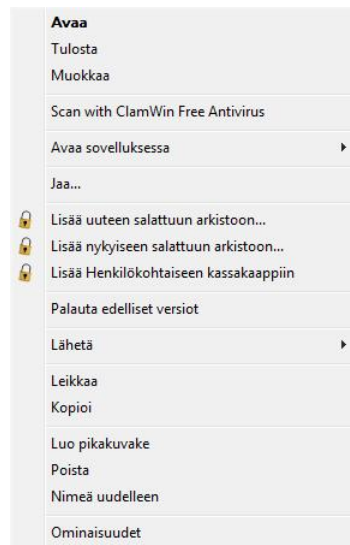 Avaa
Tulosta
Muokkaa
Scan with ClamWin Free Antivirus
Avaa sovelluksessa
Jaa...
Lisää uuteen salattuun arkistoon...
Lisää nykyiseen salattuun arkistoon...
Lisää Henkilökohtaiseen kassakaappiin
Palauta edelliset versiot
Lähetä
Leikkaa
Kopioi
Luo pikakuvake
Poista
Nimeä uudelleen
Ominaisuudet